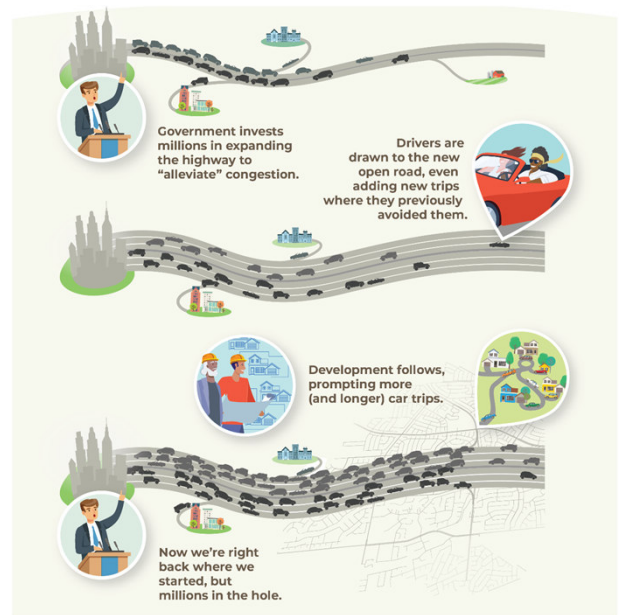 Government invests
millions in expanding
the highway to
“alleviate” congestion.
Drivers are
drawn to the new
open road, even
adding new trips
where they previously
avoided them.
Development follows,
prompting more
(and longer) car trips.
Now we’re right
back where we
started, but
millions in the hole.